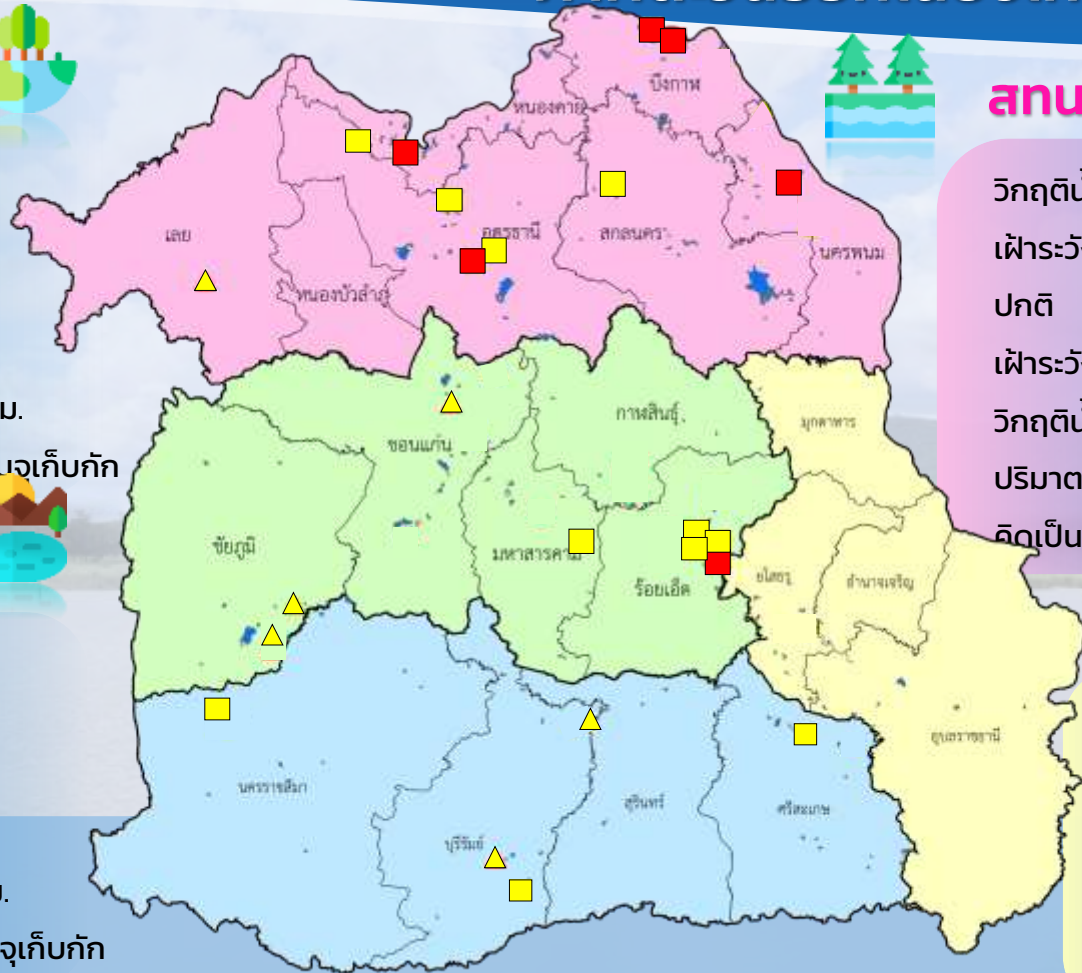 สทน
วิกฤติน้
เฝ้าระวั
ปกติ
เฝ้าระวั
วิกฤติน้
ปริมาต
คิดเป็น
ม.
มจุเก็บกัก
จุเก็บกัก
บึงกาฬ
หนองคาย
เลย
อุดรธานี
สกลนคร
นครพนม
หนองบัวลำภู
กาฬสินธุ์
มุกดาหาร
ขอนแก่น
ชัยภูมิ
มหาสารคาม
ร้อยเอ็ด
ยโสธร
อำนาจเจริญ
อุบลราชธานี
นครราชสีมา
สุรินทร์
ศรีสะเกษ
บุรีรัมย์